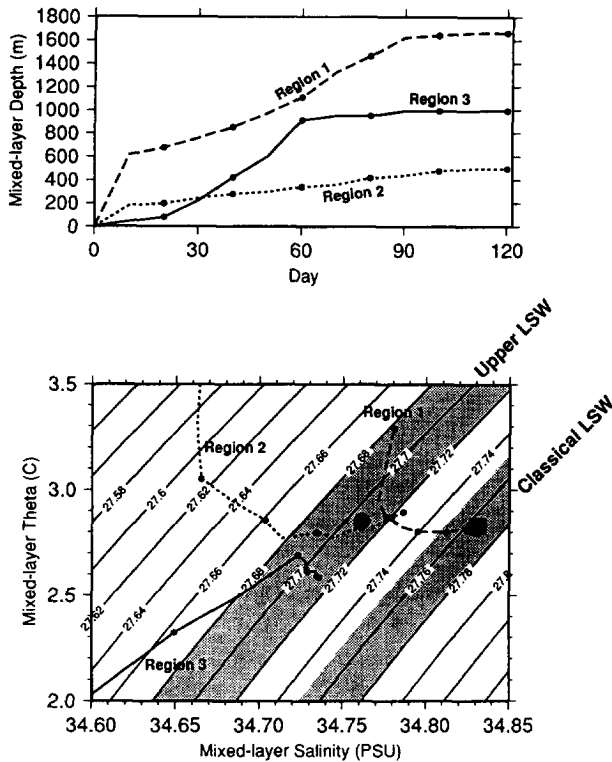 1800
1600
1400
1200
1000
800
600
400
200
0
Mixed-layer Depth (m)
Region 1
Region 3
Region 2
0 30 60 90 120
Day
Upper LSW
Classical LSW
3.5
3.0
2.5
2.0
Mixed-layer Theta (C)
Region 1
Region 2
Region 3
27.58
27.6
27.62
27.64
27.66
27.68
27.7
27.72
27.74
27.62
27.64
27.66
27.68
27.7
27.72
27.74
27.76
27.78
34.60 34.65 34.70 34.75 34.80 34.85
Mixed-layer Salinity (PSU)